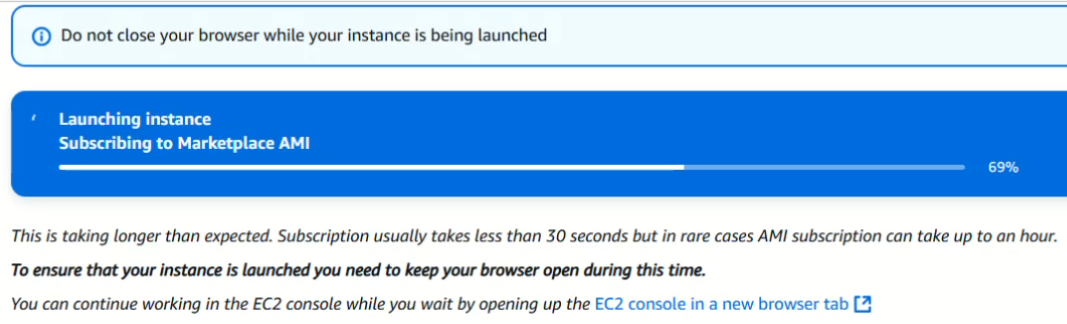 Do not close your browser while your instance is being launched
Launching instance
Subscribing to Marketplace AMI
69%
This is taking longer than expected. Subscription usually takes less than 30 seconds but in rare cases AMI subscription can take up to an hour.
To ensure that your instance is launched you need to keep your browser open during this time.
You can continue working in the EC2 console while you wait by opening up the EC2 console in a new browser tab